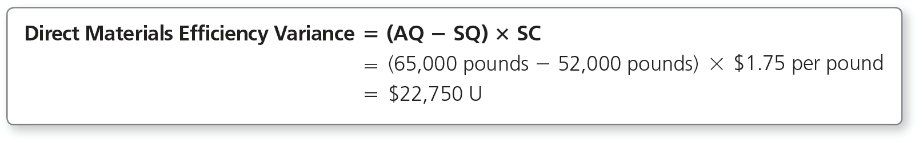 Direct Materials Efficiency Variance = (AQ − SQ) × SC
= (65,000 pounds − 52,000 pounds) × $1.75 per pound
= $22,750 U